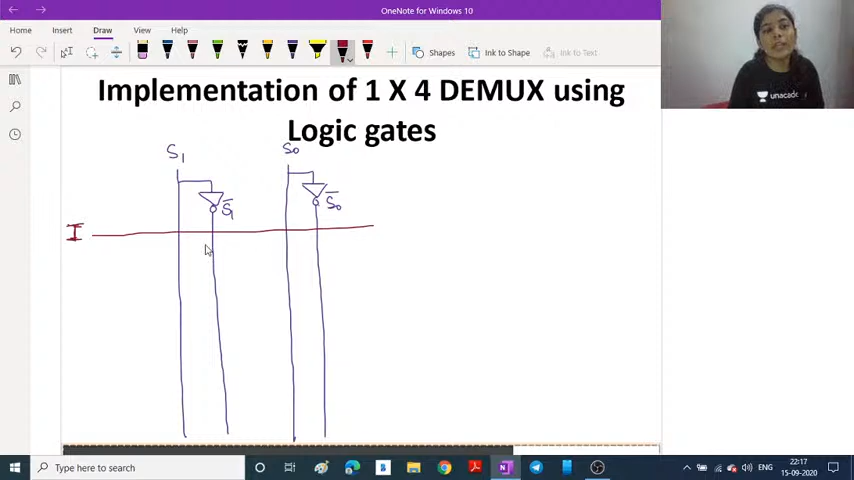 OneNote for Windows 10
Home Insert Draw View Help
Shapes Ink to Shape Ink to Text
unacademy
Implementation of 1 X 4 DEMUX using
Logic gates
S1 S0
S̅1 S̅0
I
Type here to search
ENG
22:17
15-09-2020